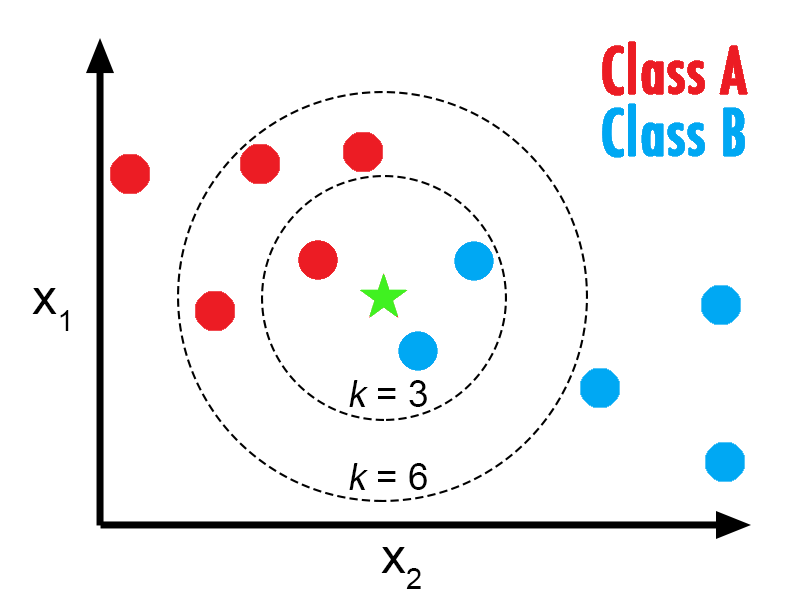 Class A
Class B
x₁
k = 3
k = 6
x₂